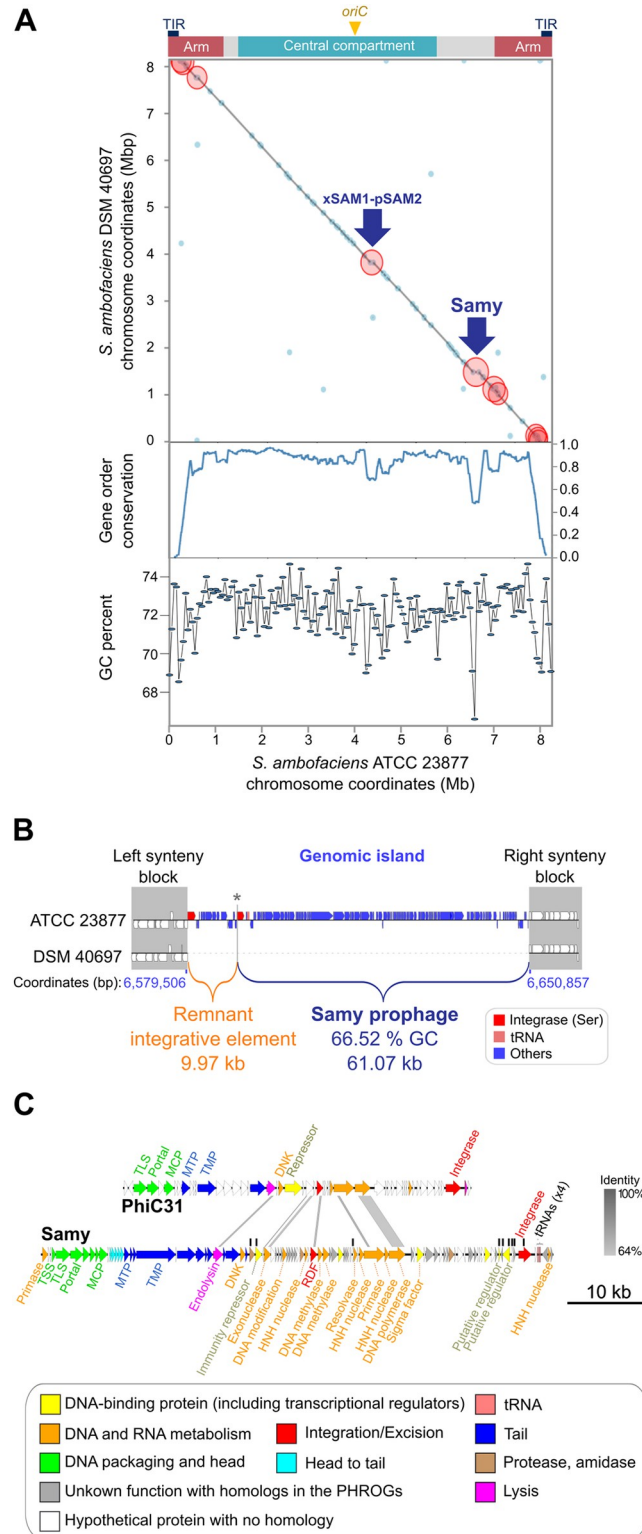 A
oriC
TIR
TIR
Arm
Central compartment
Arm
8
7
6
5
4
3
2
1
0
S. ambofaciens DSM 40697
chromosome coordinates (Mbp)
xSAM1-pSAM2
Samy
Gene order
conservation
1.0
0.8
0.6
0.4
0.2
0.0
GC percent
74
72
70
68
0 1 2 3 4 5 6 7 8
S. ambofaciens ATCC 23877
chromosome coordinates (Mb)
B
Left synteny
block
Genomic island
Right synteny
block
*
ATCC 23877
DSM 40697
Coordinates (bp): 6,579,506
6,650,857
Remnant
integrative element
9.97 kb
Samy prophage
66.52 % GC
61.07 kb
Integrase (Ser)
tRNA
Others
C
TLS
Portal
MCP
MTP
TMP
DNK
Repressor
Integrase
PhiC31
Identity
100%
64%
Samy
Integrase
tRNAs (x4)
Primase
TSS
TLS
Portal
MCP
MTP
TMP
Endolysin
DNK
Immunity repressor
Exonuclease
DNA modification
HNH nuclease
RDF
DNA methylase
DNA methylase
Resolvase
HNH nuclease
Primase
HNH nuclease
DNA polymerase
Sigma factor
Putative regulator
Putative regulator
HNH nuclease
10 kb
DNA-binding protein (including transcriptional regulators)
tRNA
DNA and RNA metabolism
Integration/Excision
Tail
DNA packaging and head
Head to tail
Protease, amidase
Unkown function with homologs in the PHROGs
Lysis
Hypothetical protein with no homology